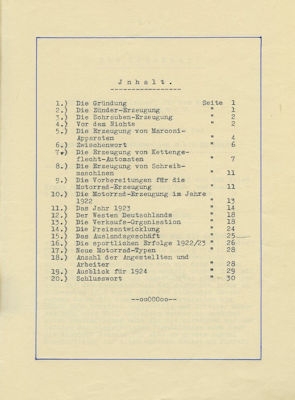 Inhalt.
1.) Die Gründung Seite 1
2.) Die Zünder-Erzeugung " 1
3.) Die Schrauben-Erzeugung " 2
4.) Vor dem Nichts " 2
5.) Die Erzeugung von Marconi-
Apparaten " 4
6.) Zwischenwort " 6
7.) Die Erzeugung von Kettenge-
flecht-Automaten " 7
8.) Die Erzeugung von Schreib-
maschinen " 11
9.) Die Vorbereitungen für die
Motorrad-Erzeugung " 11
10.) Die Motorrad-Erzeugung im Jahre
1922 " 13
11.) Das Jahr 1923 " 14
12.) Der Westen Deutschlands " 18
13.) Die Verkaufs-Organisation " 18
14.) Die Preisentwicklung " 24
15.) Das Auslandsgeschäft " 25
16.) Die sportlichen Erfolge 1922/23 " 26
17.) Neue Motorrad-Typen " 28
18.) Anzahl der Angestellten und
Arbeiter " 28
19.) Ausblick für 1924 " 29
20.) Schlusswort " 30
--ooOOOoo--